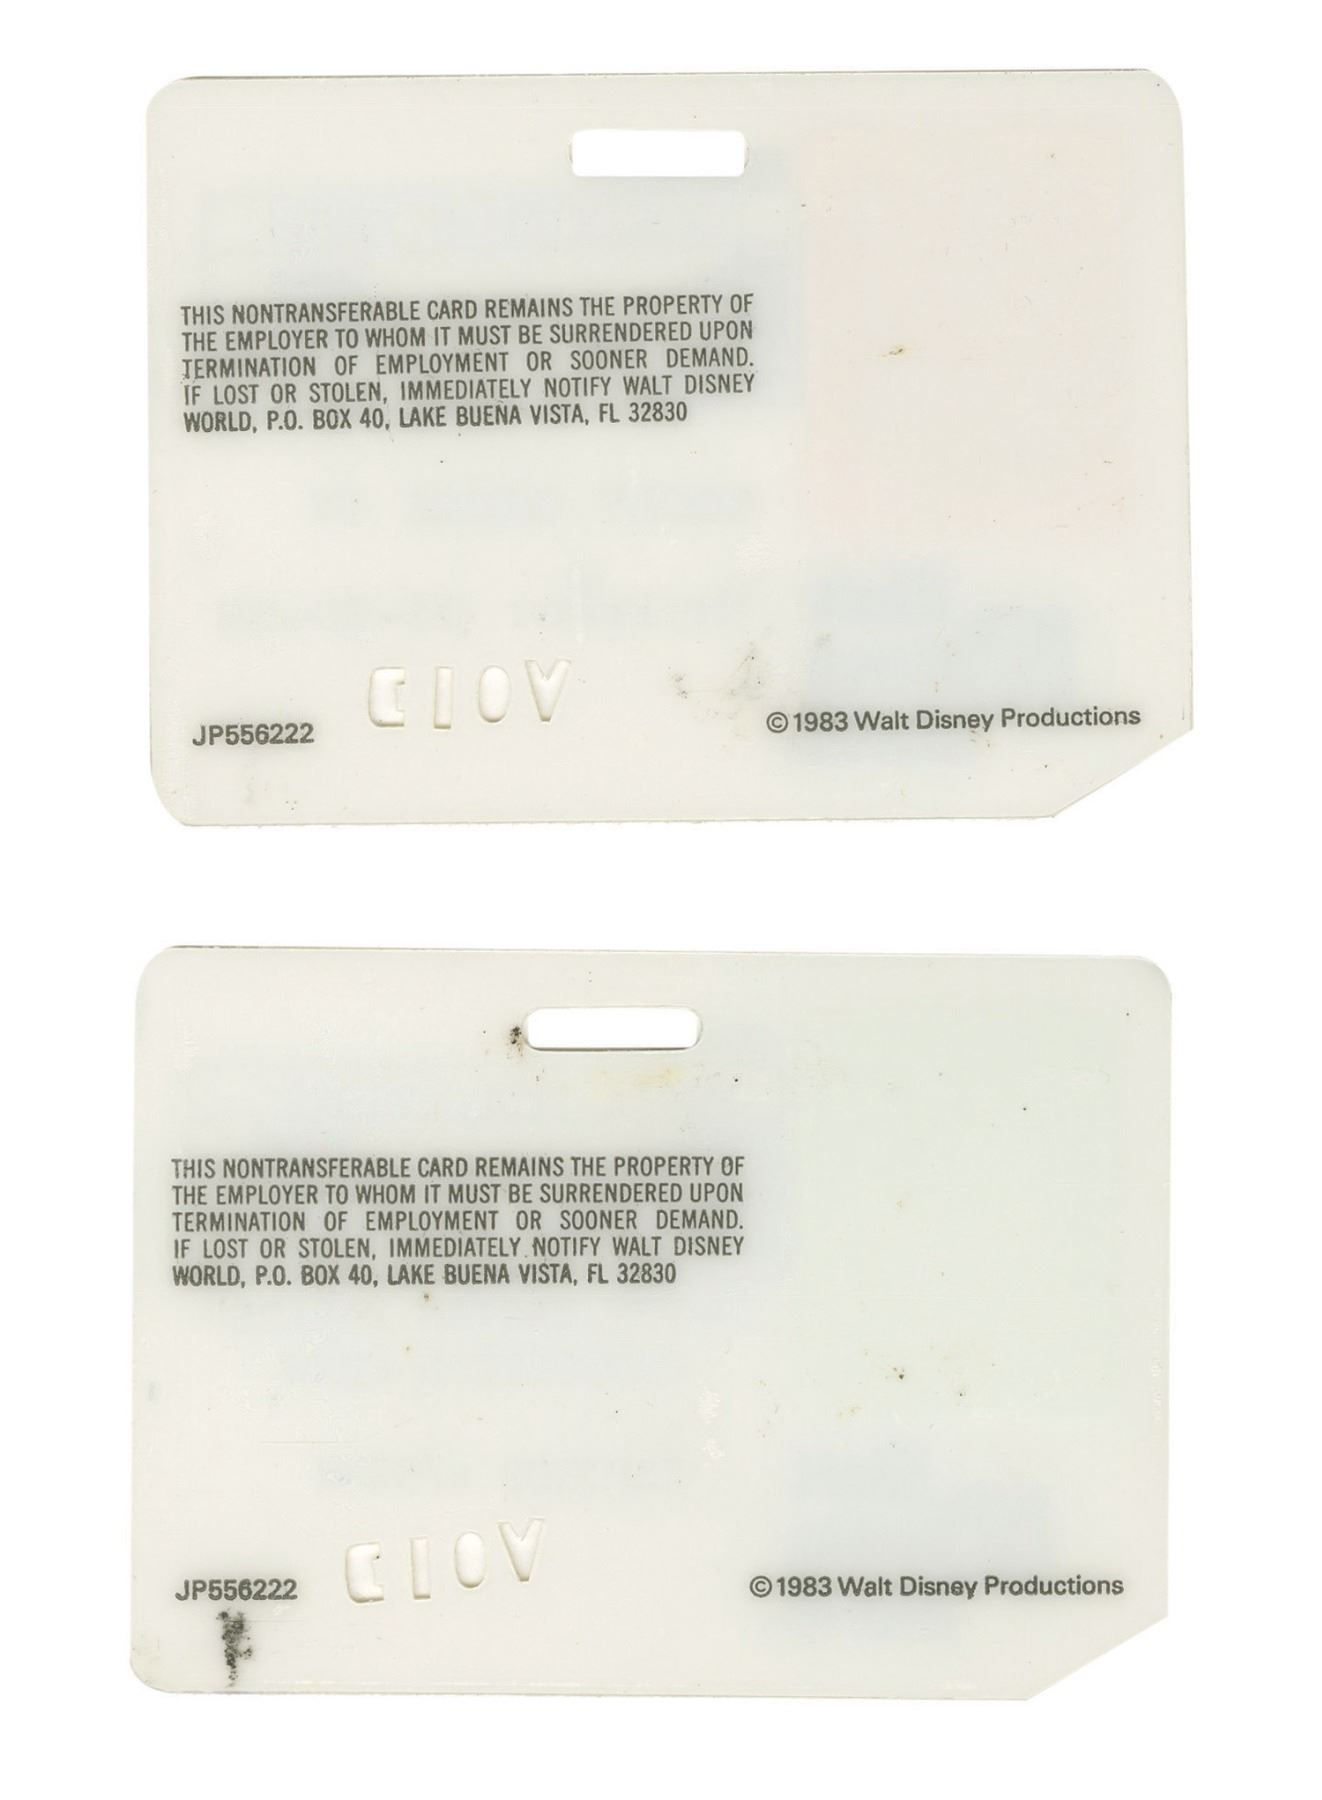 THIS NONTRANSFERABLE CARD REMAINS THE PROPERTY OF
THE EMPLOYER TO WHOM IT MUST BE SURRENDERED UPON
TERMINATION OF EMPLOYMENT OR SOONER DEMAND.
IF LOST OR STOLEN, IMMEDIATELY NOTIFY WALT DISNEY
WORLD, P.O. BOX 40, LAKE BUENA VISTA, FL 32830
VOID
JP556222 ©1983 Walt Disney Productions
THIS NONTRANSFERABLE CARD REMAINS THE PROPERTY OF
THE EMPLOYER TO WHOM IT MUST BE SURRENDERED UPON
TERMINATION OF EMPLOYMENT OR SOONER DEMAND.
IF LOST OR STOLEN, IMMEDIATELY NOTIFY WALT DISNEY
WORLD, P.O. BOX 40, LAKE BUENA VISTA, FL 32830
VOID
JP556222 ©1983 Walt Disney Productions